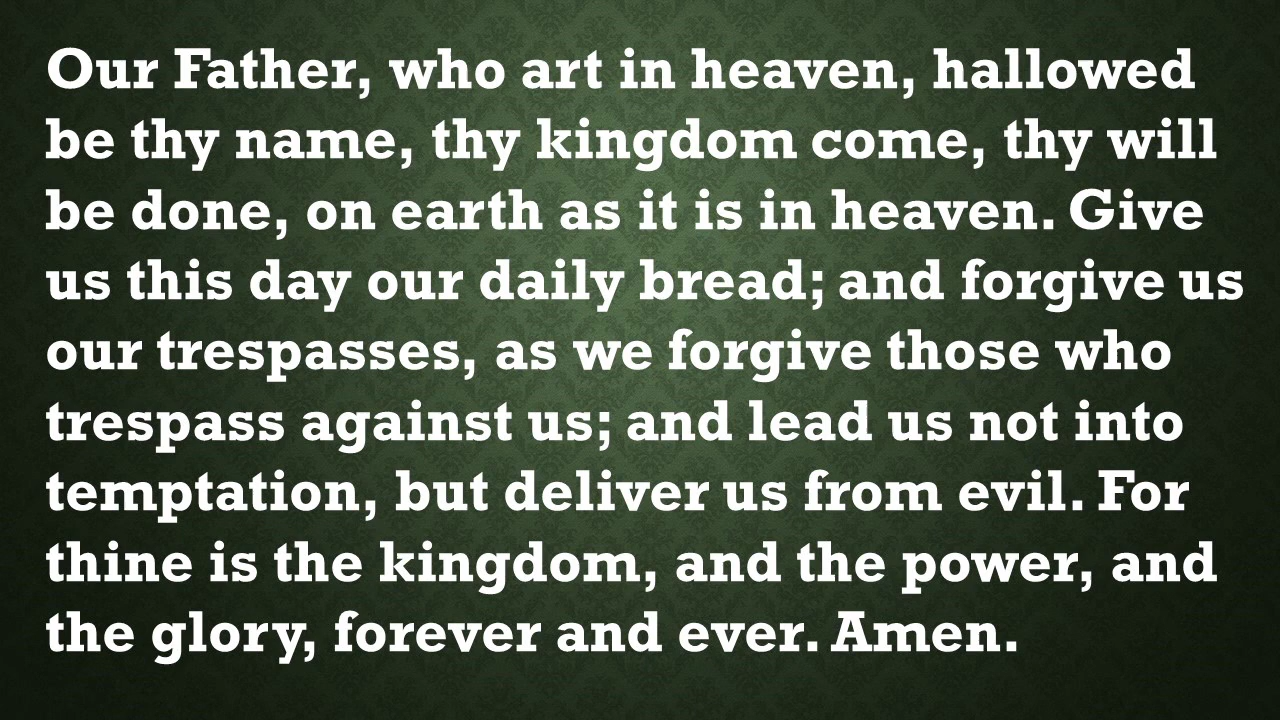 Our Father, who art in heaven, hallowed
be thy name, thy kingdom come, thy will
be done, on earth as it is in heaven. Give
us this day our daily bread; and forgive us
our trespasses, as we forgive those who
trespass against us; and lead us not into
temptation, but deliver us from evil. For
thine is the kingdom, and the power, and
the glory, forever and ever. Amen.